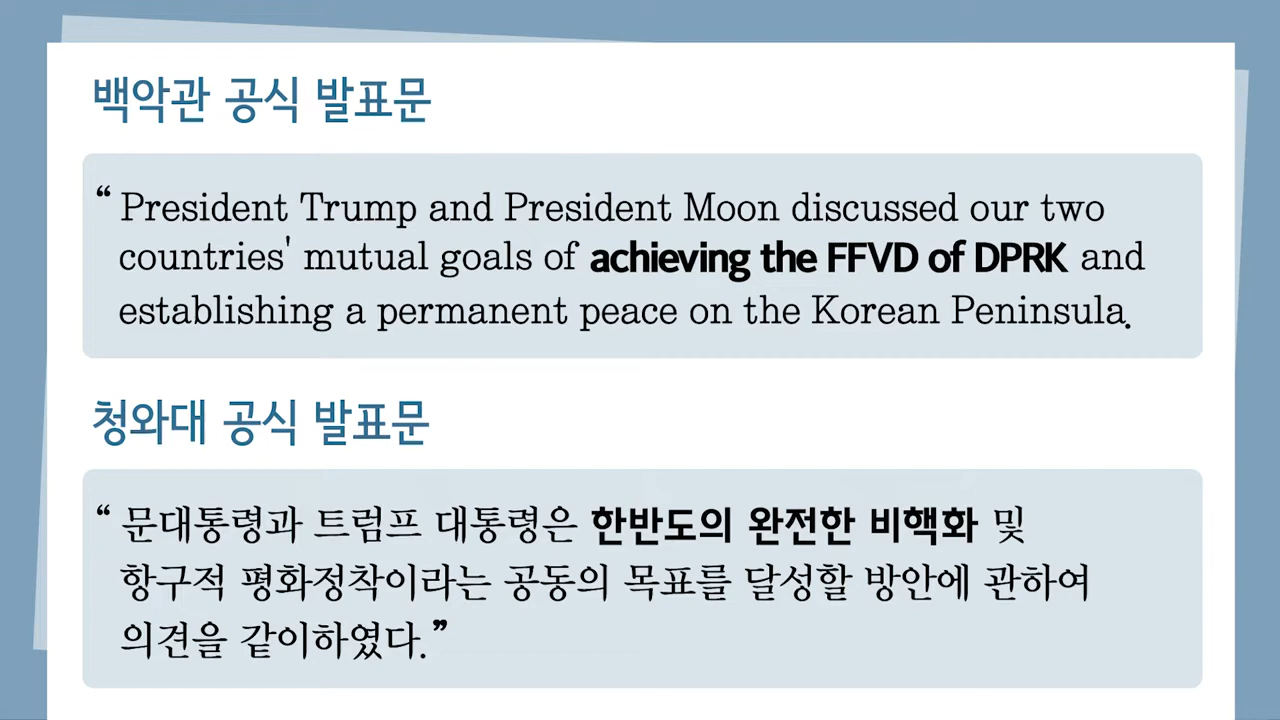 백악관 공식 발표문
“ President Trump and President Moon discussed our two
countries' mutual goals of achieving the FFVD of DPRK and
establishing a permanent peace on the Korean Peninsula.
청와대 공식 발표문
“ 문대통령과 트럼프 대통령은 한반도의 완전한 비핵화 및
항구적 평화정착이라는 공동의 목표를 달성할 방안에 관하여
의견을 같이하였다.”